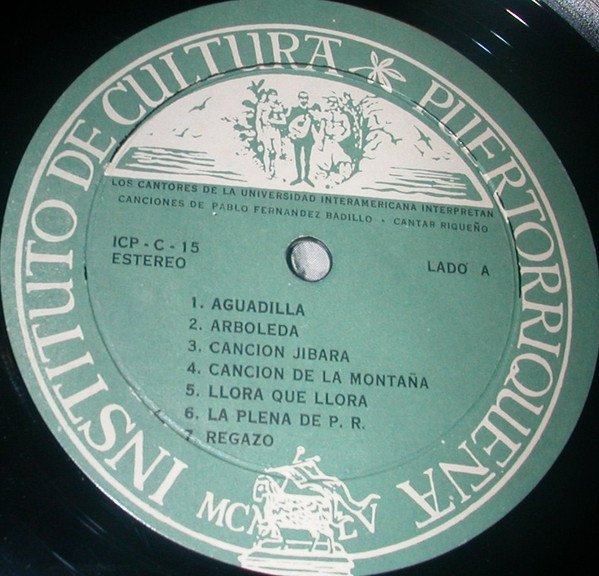 INSTITUTO DE CULTURA PUERTORRIQUEÑA
LOS CANTORES DE LA UNIVERSIDAD INTERAMERICANA INTERPRETAN
CANCIONES DE PABLO FERNANDEZ BADILLO - CANTAR RIQUEÑO
ICP - C - 15
ESTEREO
LADO A
1. AGUADILLA
2. ARBOLEDA
3. CANCION JIBARA
4. CANCION DE LA MONTAÑA
5. LLORA QUE LLORA
6. LA PLENA DE P. R.
7. REGAZO